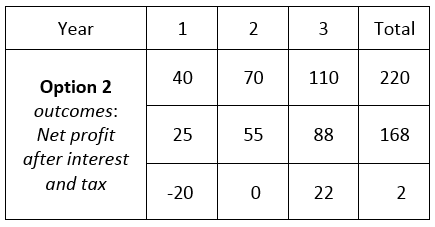 Year 1 2 3 Total
Option 2
outcomes:
Net profit
after interest
and tax
40 70 110 220
25 55 88 168
-20 0 22 2